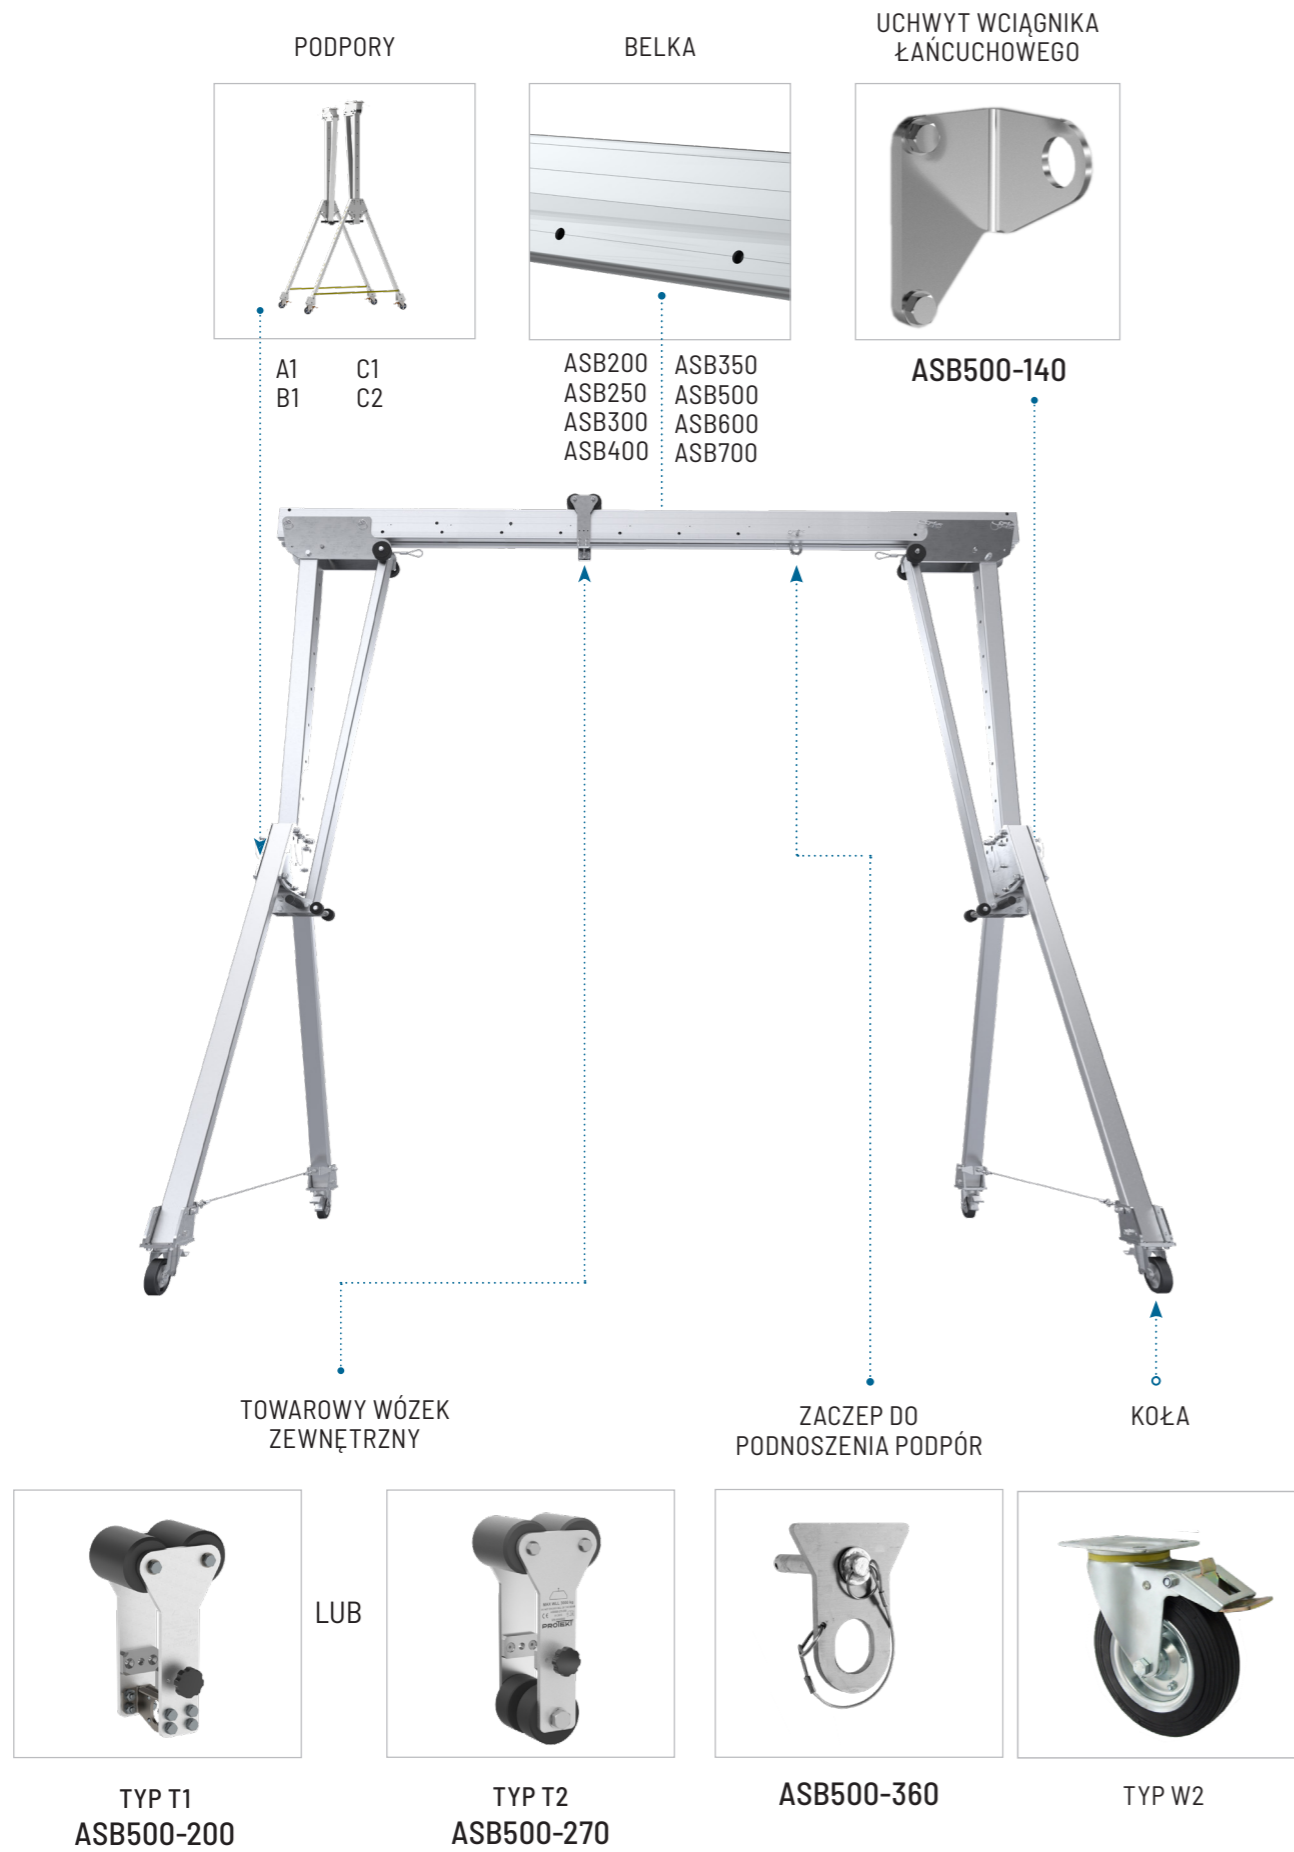 PODPORY
BELKA
UCHWYT WCIĄGNIKA
ŁAŃCUCHOWEGO
A1 C1
B1 C2
ASB200 ASB350
ASB250 ASB500
ASB300 ASB600
ASB400 ASB700
ASB500-140
TOWAROWY WÓZEK
ZEWNĘTRZNY
ZACZEP DO
PODNOSZENIA PODPÓR
KOŁA
LUB
PROTEKT
TYP T1
ASB500-200
TYP T2
ASB500-270
ASB500-360
TYP W2